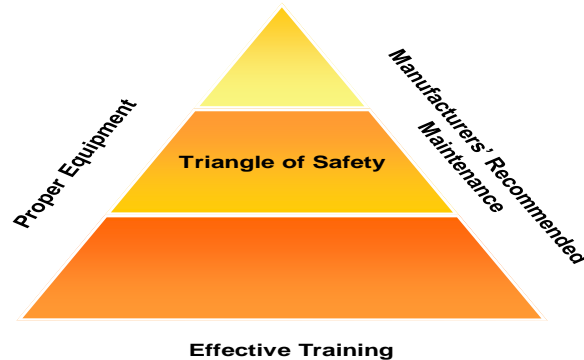 Proper Equipment
Manufacturers' Recommended
Maintenance
Triangle of Safety
Effective Training